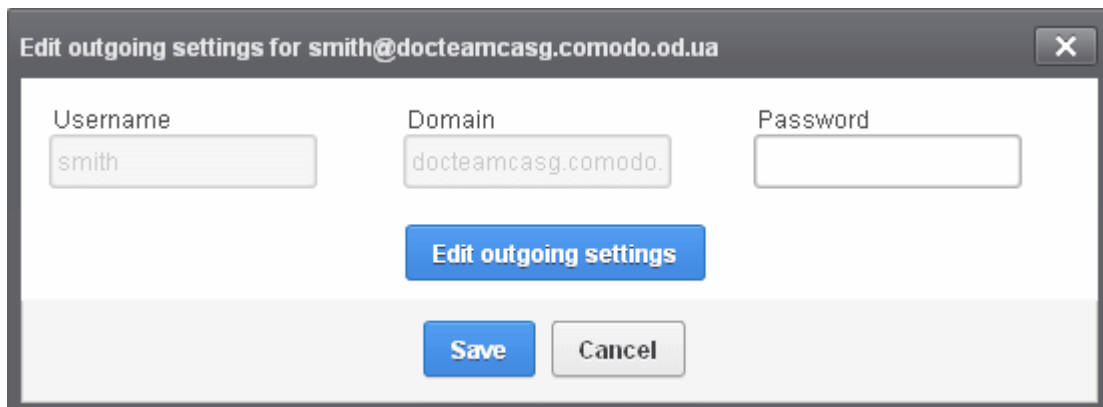 Edit outgoing settings for smith@docteamcasg.comodo.od.ua
Username Domain Password
smith docteamcasg.comodo.
Edit outgoing settings
Save Cancel